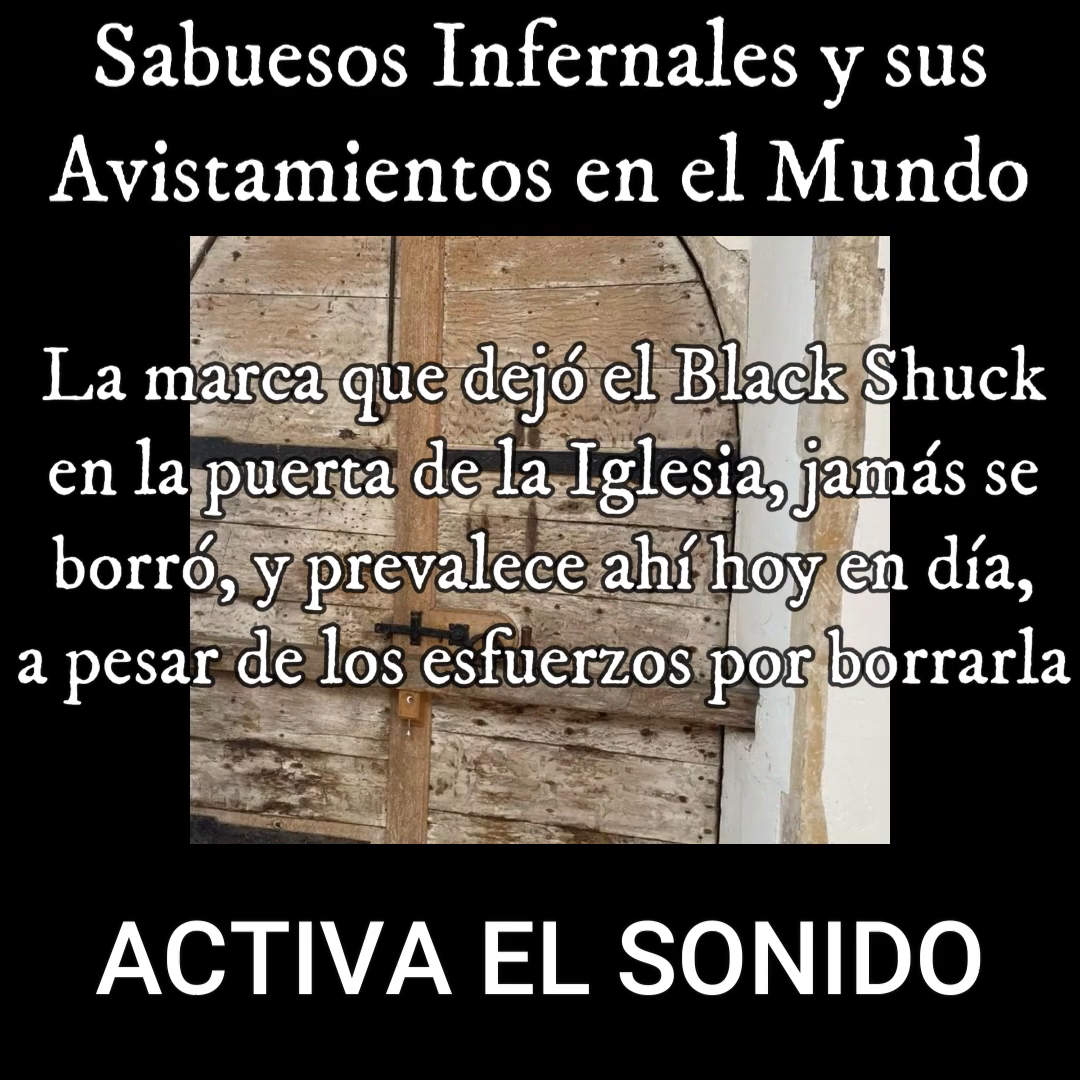 Sabuesos Infernales y sus
Avistamientos en el Mundo
La marca que dejó el Black Shuck
en la puerta de la Iglesia, jamás se
borró, y prevalece ahí hoy en día,
a pesar de los esfuerzos por borrarla
ACTIVA EL SONIDO